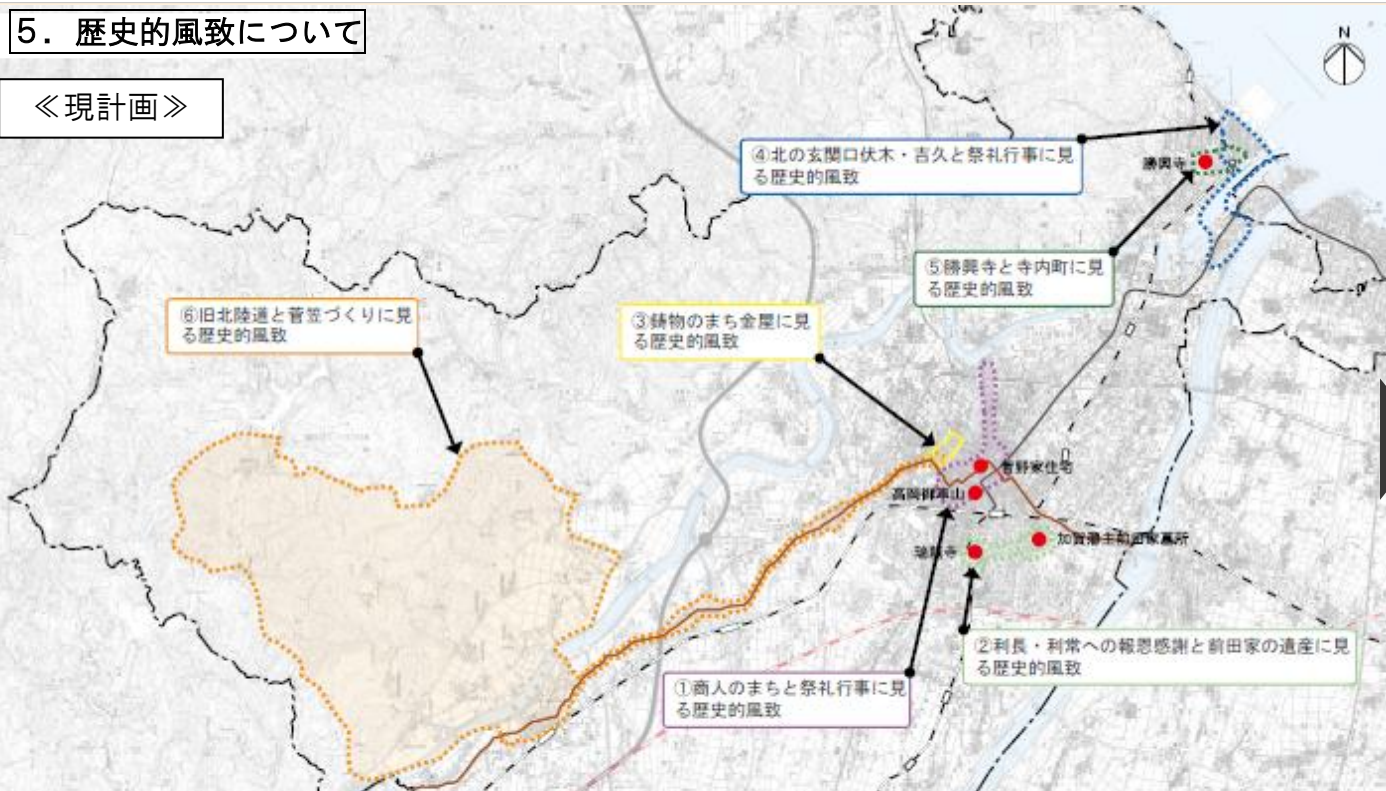 5．歴史的風致について
≪現計画≫
N
④北の玄関口伏木・吉久と祭礼行事に見
る歴史的風致
勝興寺
⑤勝興寺と寺内町に見
る歴史的風致
⑥旧北陸道と菅笠づくりに見
る歴史的風致
③鋳物のまち金屋に見
る歴史的風致
菅野家住宅
高岡御車山
加賀藩主前田家墓所
瑞龍寺
②利長・利常への報恩感謝と前田家の遺産に見
る歴史的風致
①商人のまちと祭礼行事に見
る歴史的風致